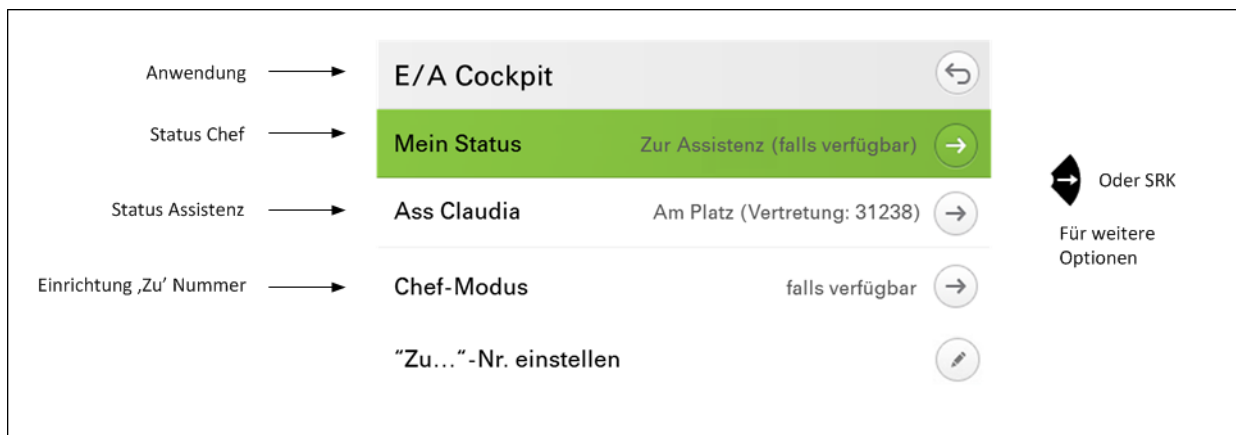 Anwendung
E/A Cockpit
Status Chef
Mein Status
Zur Assistenz (falls verfügbar)
Oder SRK
Status Assistenz
Ass Claudia
Am Platz (Vertretung: 31238)
Für weitere
Optionen
Einrichtung ‚Zu’ Nummer
Chef-Modus
falls verfügbar
“Zu...“-Nr. einstellen